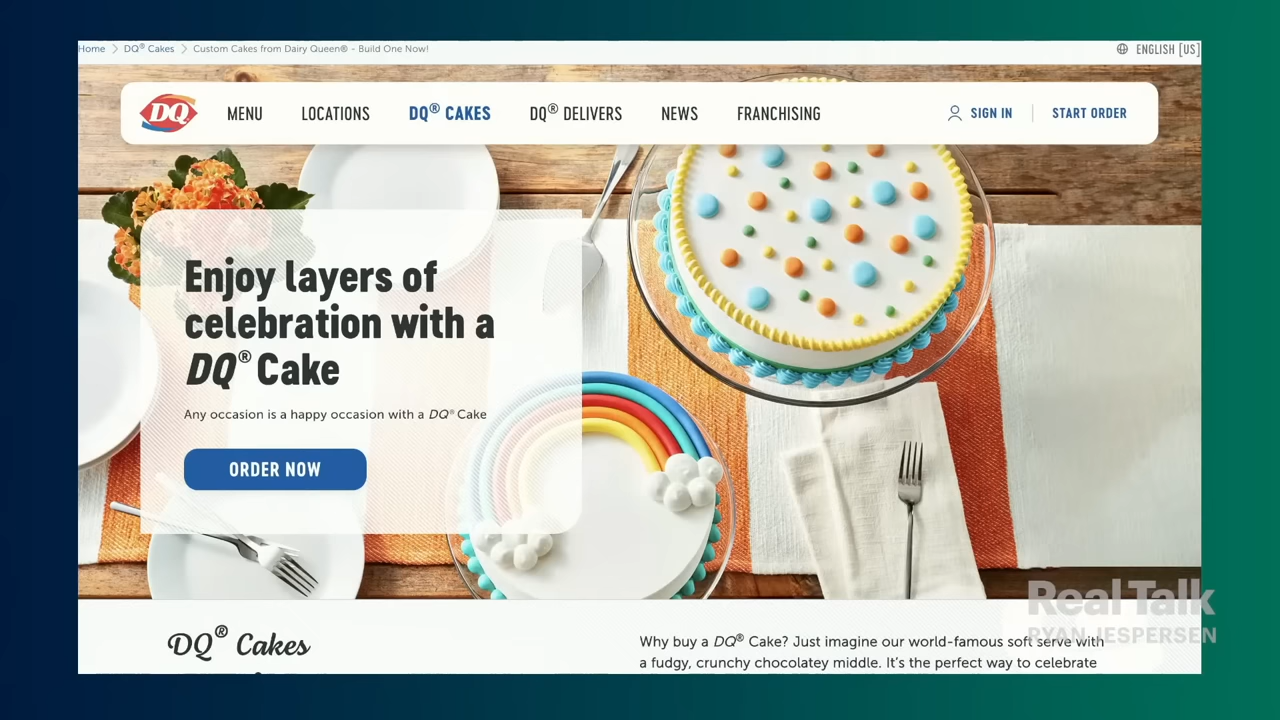 Home > DQ® Cakes > Custom Cakes from Dairy Queen® - Build One Now!
ENGLISH [US]
DQ MENU LOCATIONS DQ® CAKES DQ® DELIVERS NEWS FRANCHISING SIGN IN START ORDER
Enjoy layers of
celebration with a
DQ® Cake
Any occasion is a happy occasion with a DQ® Cake
ORDER NOW
DQ® Cakes
Why buy a DQ® Cake? Just imagine our world-famous soft serve with
a fudgy, crunchy chocolatey middle. It's the perfect way to celebrate
Real Talk
RYAN JESPERSEN